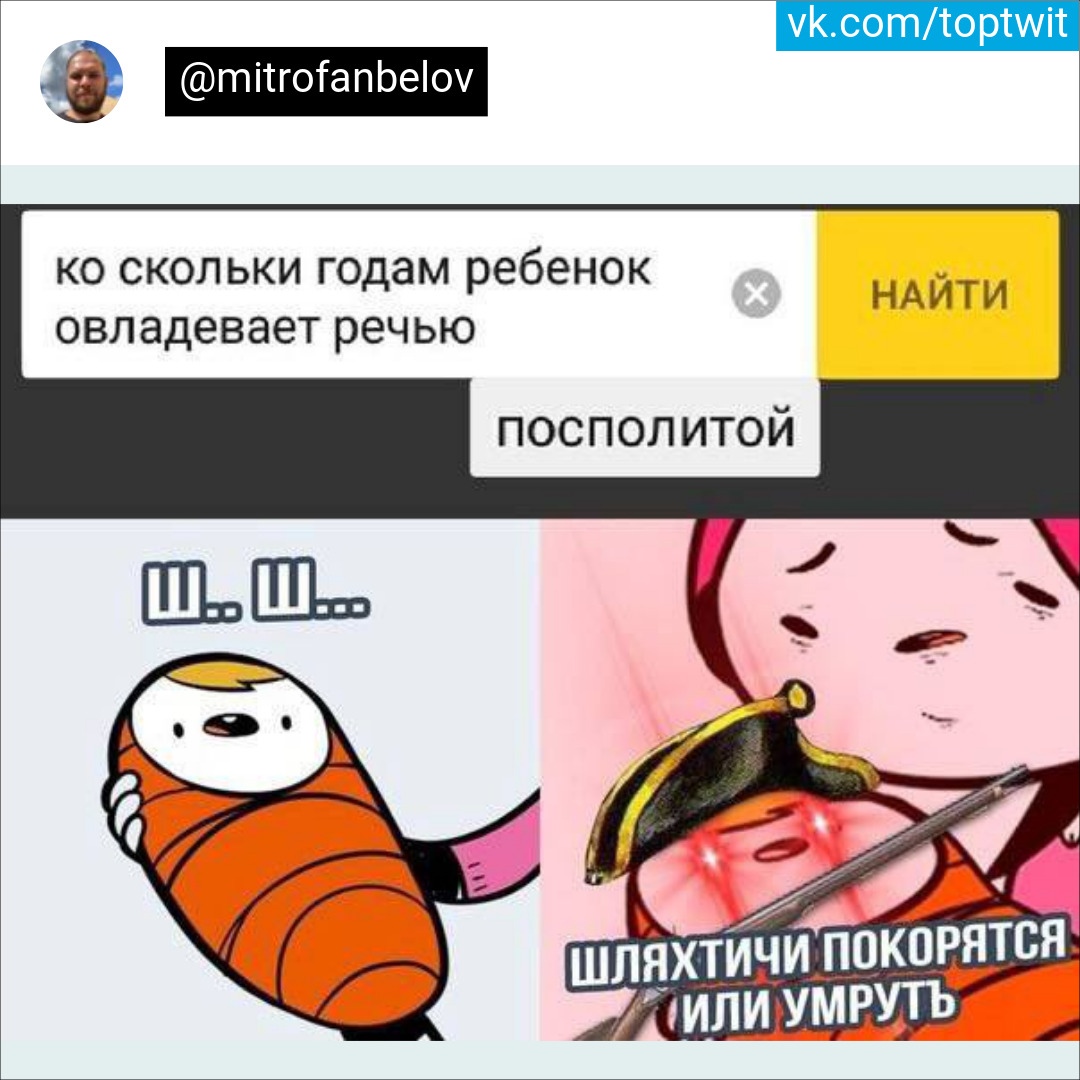 vk.com/toptwit
@mitrofanbelov
ко скольки годам ребенок
овладевает речью
НАЙТИ
посполитой
Ш.. Ш...
ШЛЯХТИЧИ ПОКОРЯТСЯ
ИЛИ УМРУТЪ